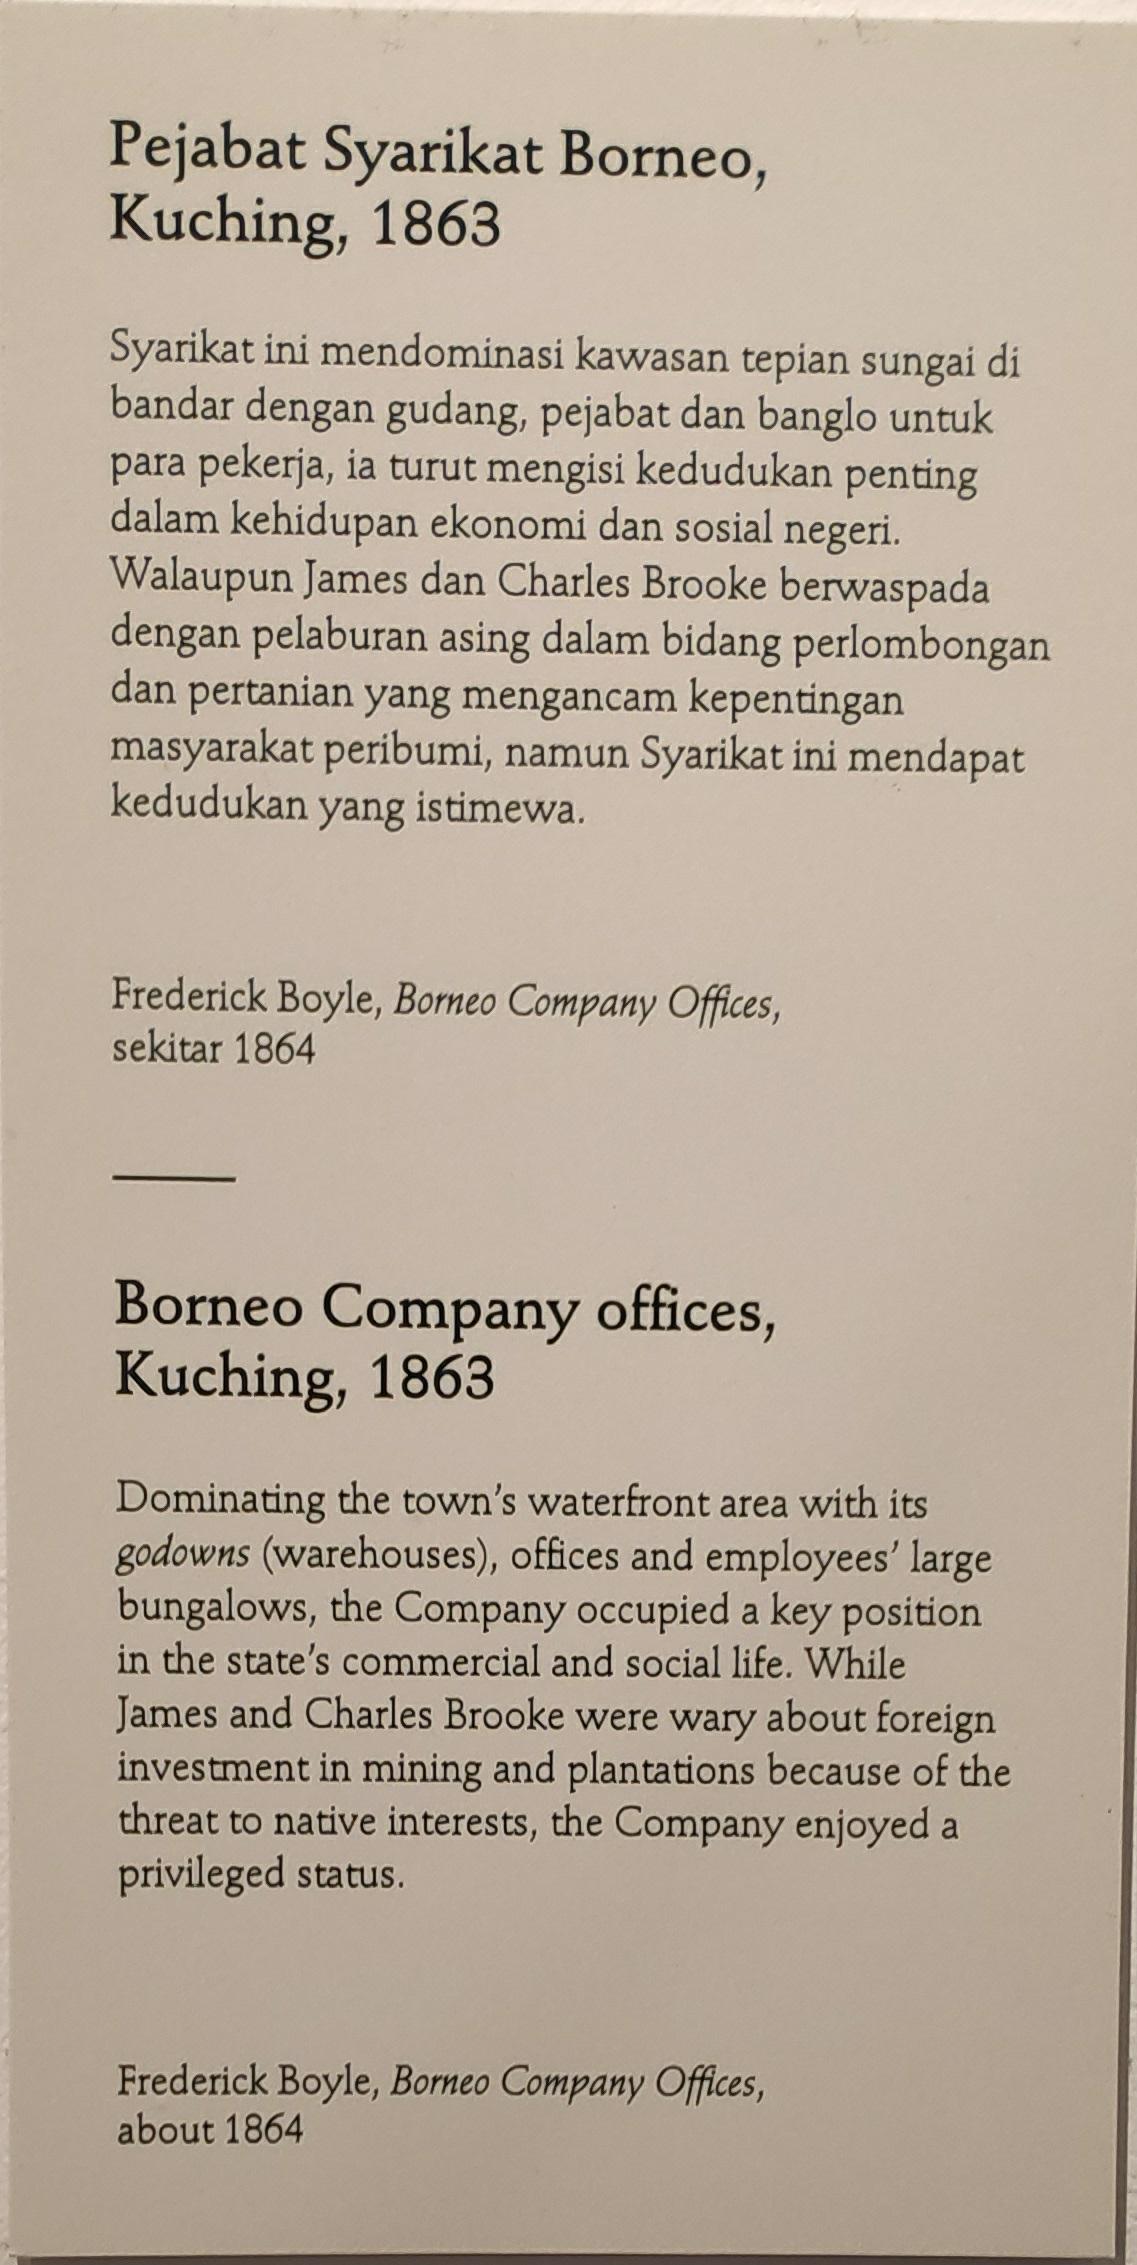 Pejabat Syarikat Borneo,
Kuching, 1863
Syarikat ini mendominasi kawasan tepian sungai di
bandar dengan gudang, pejabat dan banglo untuk
para pekerja, ia turut mengisi kedudukan penting
dalam kehidupan ekonomi dan sosial negeri.
Walaupun James dan Charles Brooke berwaspada
dengan pelaburan asing dalam bidang perlombongan
dan pertanian yang mengancam kepentingan
masyarakat peribumi, namun Syarikat ini mendapat
kedudukan yang istimewa.
Frederick Boyle, Borneo Company Offices,
sekitar 1864
Borneo Company offices,
Kuching, 1863
Dominating the town's waterfront area with its
godowns (warehouses), offices and employees' large
bungalows, the Company occupied a key position
in the state's commercial and social life. While
James and Charles Brooke were wary about foreign
investment in mining and plantations because of the
threat to native interests, the Company enjoyed a
privileged status.
Frederick Boyle, Borneo Company Offices,
about 1864